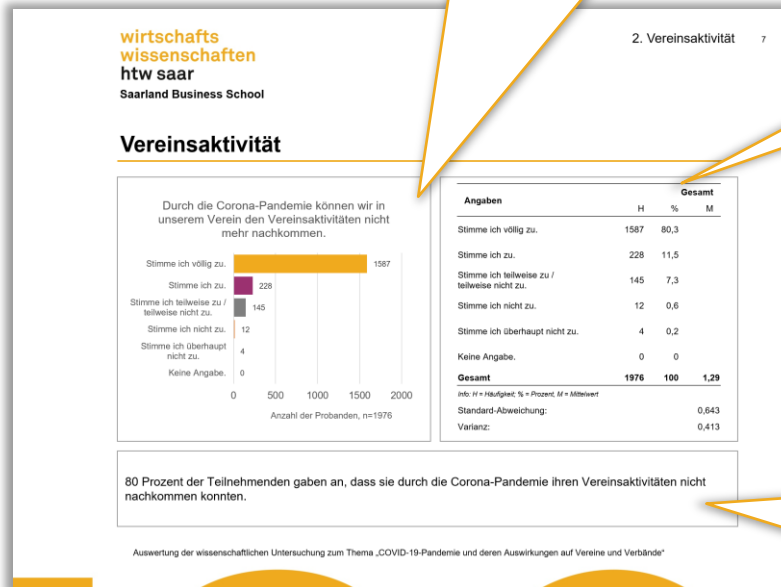 wirtschafts
wissenschaften
htw saar
Saarland Business School
2. Vereinsaktivität 7
Vereinsaktivität
Durch die Corona-Pandemie können wir in
unserem Verein den Vereinsaktivitäten nicht
mehr nachkommen.
Stimme ich völlig zu. 1587
Stimme ich zu. 228
Stimme ich teilweise zu /
teilweise nicht zu. 145
Stimme ich nicht zu. 12
Stimme ich überhaupt
nicht zu. 4
Keine Angabe. 0
0 500 1000 1500 2000
Anzahl der Probanden, n=1976
Angaben Gesamt
H % M
Stimme ich völlig zu. 1587 80,3
Stimme ich zu. 228 11,5
Stimme ich teilweise zu /
teilweise nicht zu. 145 7,3
Stimme ich nicht zu. 12 0,6
Stimme ich überhaupt nicht zu. 4 0,2
Keine Angabe. 0 0
Gesamt 1976 100 1,29
Info: H = Häufigkeit; % = Prozent, M = Mittelwert
Standard-Abweichung: 0,643
Varianz: 0,413
80 Prozent der Teilnehmenden gaben an, dass sie durch die Corona-Pandemie ihren Vereinsaktivitäten nicht
nachkommen konnten.
Auswertung der wissenschaftlichen Untersuchung zum Thema „COVID-19-Pandemie und deren Auswirkungen auf Vereine und Verbände“